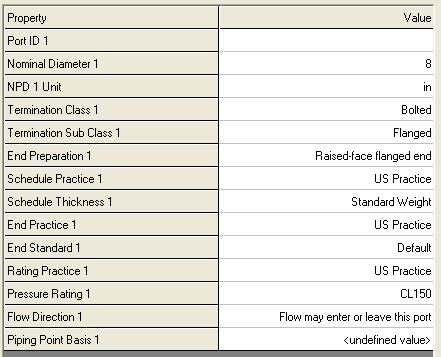 Property Value
Port ID 1
Nominal Diameter 1 8
NPD 1 Unit in
Termination Class 1 Bolted
Termination Sub Class 1 Flanged
End Preparation 1 Raised-face flanged end
Schedule Practice 1 US Practice
Schedule Thickness 1 Standard Weight
End Practice 1 US Practice
End Standard 1 Default
Rating Practice 1 US Practice
Pressure Rating 1 CL150
Flow Direction 1 Flow may enter or leave this port
Piping Point Basis 1 <undefined value>